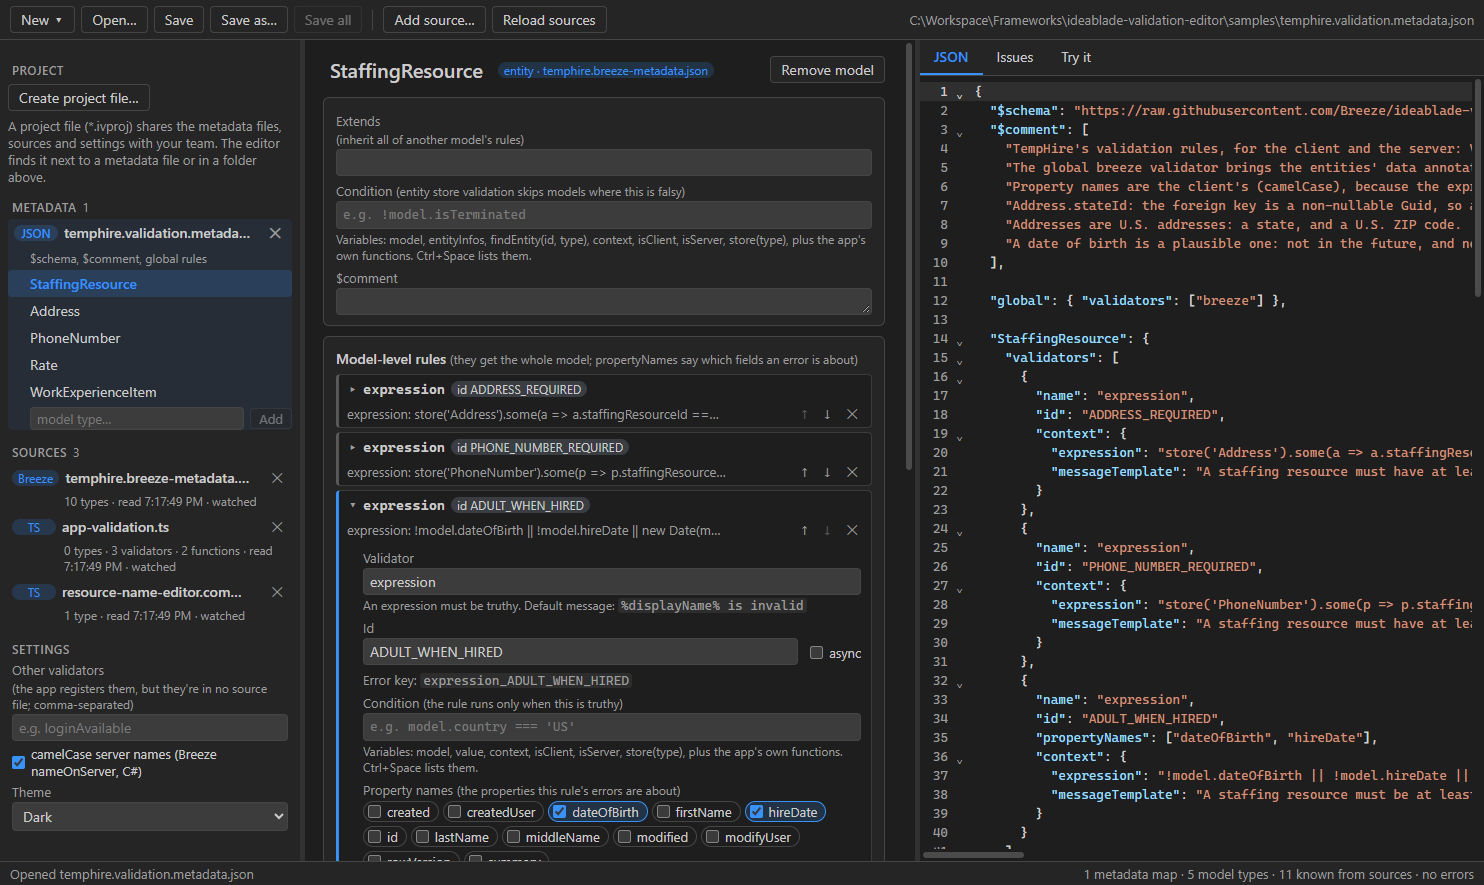 New ▾ Open... Save Save as... Save all Add source... Reload sources C:\Workspace\Frameworks\ideablade-validation-editor\samples\temphire.validation.metadata.json
PROJECT
Create project file...
A project file (*.ivproj) shares the metadata files,
sources and settings with your team. The editor
finds it next to a metadata file or in a folder
above.
METADATA 1
JSON temphire.validation.metada...
$schema, $comment, global rules
StaffingResource
Address
PhoneNumber
Rate
WorkExperienceItem
model type... Add
SOURCES 3
Breeze temphire.breeze-metadata....
10 types · read 7:17:49 PM · watched
TS app-validation.ts
0 types · 3 validators · 2 functions · read
7:17:49 PM · watched
TS resource-name-editor.com...
1 type · read 7:17:49 PM · watched
SETTINGS
Other validators
(the app registers them, but they're in no source
file; comma-separated)
e.g. loginAvailable
camelCase server names (Breeze
nameOnServer, C#)
Theme
Dark
StaffingResource entity · temphire.breeze-metadata.json Remove model
Extends
(inherit all of another model's rules)
Condition (entity store validation skips models where this is falsy)
e.g. !model.isTerminated
Variables: model, entityInfos, findEntity(id, type), context, isClient, isServer, store(type), plus the app's
own functions. Ctrl+Space lists them.
$comment
Model-level rules (they get the whole model; propertyNames say which fields an error is about)
expression id ADDRESS_REQUIRED
expression: store('Address').some(a => a.staffingResourceId ==... ↑ ↓
expression id PHONE_NUMBER_REQUIRED
expression: store('PhoneNumber').some(p => p.staffingResource... ↑ ↓
expression id ADULT_WHEN_HIRED
expression: !model.dateOfBirth || !model.hireDate || new Date(m... ↑ ↓
Validator
expression
An expression must be truthy. Default message: %displayName% is invalid
Id
ADULT_WHEN_HIRED async
Error key: expression_ADULT_WHEN_HIRED
Condition (the rule runs only when this is truthy)
e.g. model.country === 'US'
Variables: model, value, context, isClient, isServer, store(type), plus the app's own functions.
Ctrl+Space lists them.
Property names (the properties this rule's errors are about)
created createdUser dateOfBirth firstName hireDate
id lastName middleName modified modifyUser
JSON Issues Try it
1 {
2 "$schema": "https://raw.githubusercontent.com/Breeze/ideablade-
3 "$comment": [
4 "TempHire's validation rules, for the client and the server:
5 "The global breeze validator brings the entities' data annota
6 "Property names are the client's (camelCase), because the exp
7 "Address.stateId: the foreign key is a non-nullable Guid, so
8 "Addresses are U.S. addresses: a state, and a U.S. ZIP code.
9 "A date of birth is a plausible one: not in the future, and
10 ],
11
12 "global": { "validators": ["breeze"] },
13
14 "StaffingResource": {
15 "validators": [
16 {
17 "name": "expression",
18 "id": "ADDRESS_REQUIRED",
19 "context": {
20 "expression": "store('Address').some(a => a.staffingReso
21 "messageTemplate": "A staffing resource must have at lea
22 }
23 },
24 {
25 "name": "expression",
26 "id": "PHONE_NUMBER_REQUIRED",
27 "context": {
28 "expression": "store('PhoneNumber').some(p => p.staffing
29 "messageTemplate": "A staffing resource must have at lea
30 }
31 },
32 {
33 "name": "expression",
34 "id": "ADULT_WHEN_HIRED",
35 "propertyNames": ["dateOfBirth", "hireDate"],
36 "context": {
37 "expression": "!model.dateOfBirth || !model.hireDate ||
38 "messageTemplate": "A staffing resource must be at least
39 }
40 }
Opened temphire.validation.metadata.json
1 metadata map · 5 model types · 11 known from sources · no errors